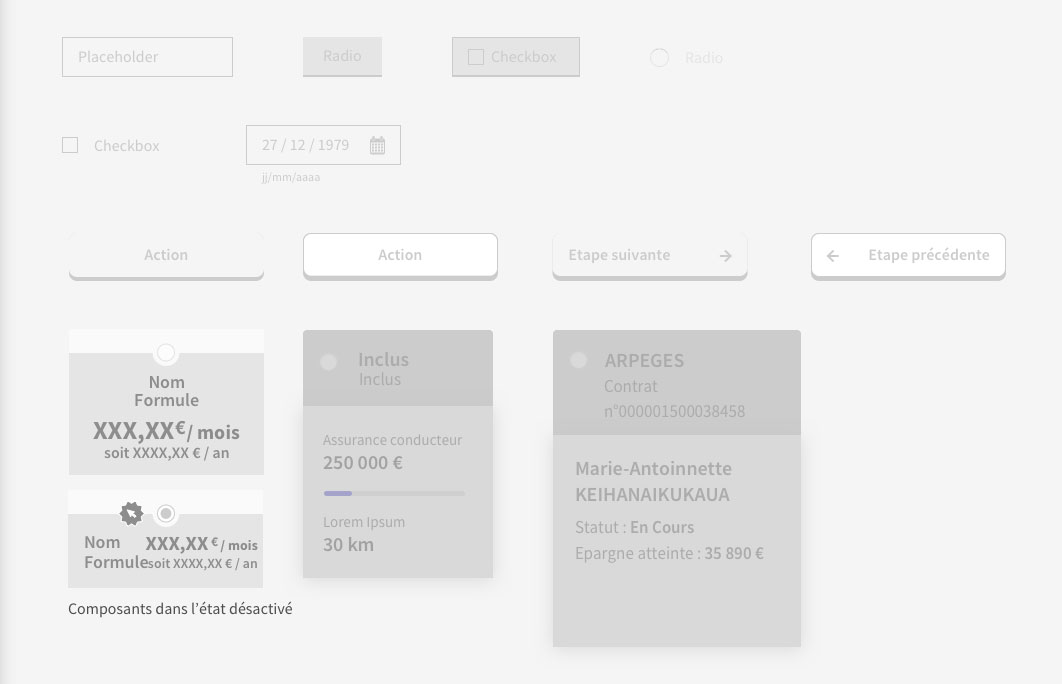 Placeholder
Radio
Checkbox
Radio
Checkbox
27 / 12 / 1979
jj/mm/aaaa
Action
Action
Etape suivante
Etape précédente
Nom
Formule
XXX,XX€/ mois
soit XXXX,XX € / an
Nom
Formule
XXX,XX € / mois
soit XXXX,XX € / an
Inclus
Inclus
Assurance conducteur
250 000 €
Lorem Ipsum
30 km
ARPEGES
Contrat
n°000001500038458
Marie-Antoinnette
KEIHANAIKUKAUA
Statut : En Cours
Epargne atteinte : 35 890 €
Composants dans l’état désactivé